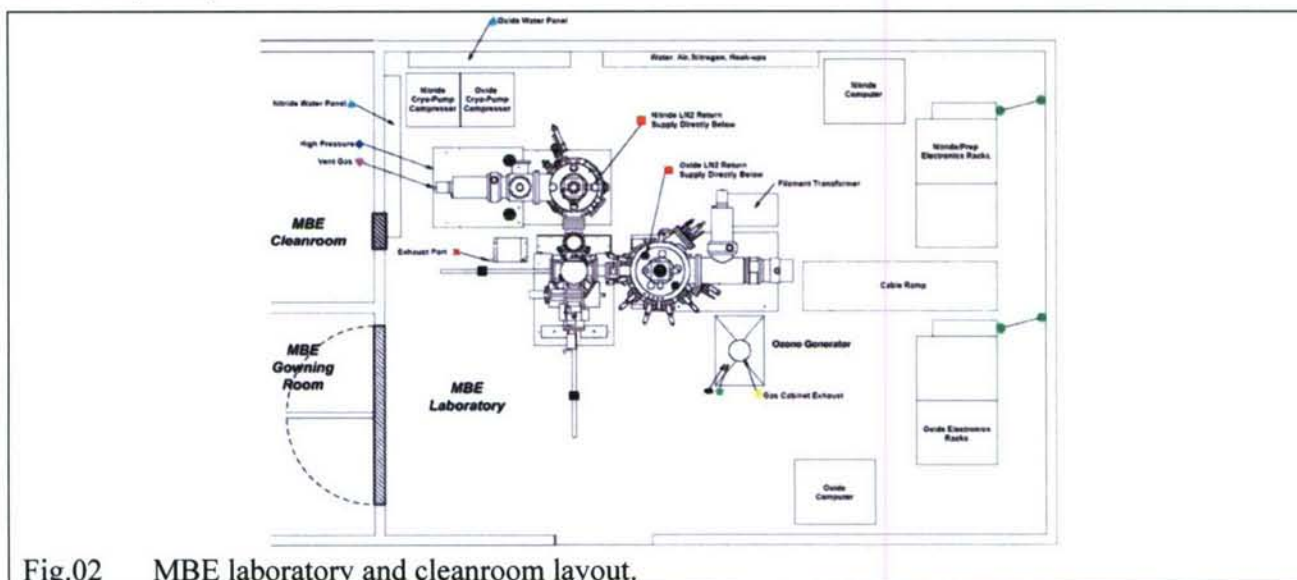 Oxide Water Panel
Water, Air, Nitrogen, Hook-ups
Nitride
Cryo-Pump
Compressor
Oxide
Cryo-Pump
Compressor
Nitride
Computer
Nitride Water Panel
Nitride LN2 Return
Supply Directly Below
High Pressure
Vent Gas
Oxide LN2 Return
Supply Directly Below
Nitride/Prep
Electronics Racks
Filament Transformer
MBE
Cleanroom
Exhaust Port
Cable Ramp
MBE
Gowning
Room
Ozone Generator
MBE
Laboratory
Gas Cabinet Exhaust
Oxide Electronics
Racks
Oxide
Computer
Fig.02 MBE laboratory and cleanroom layout.